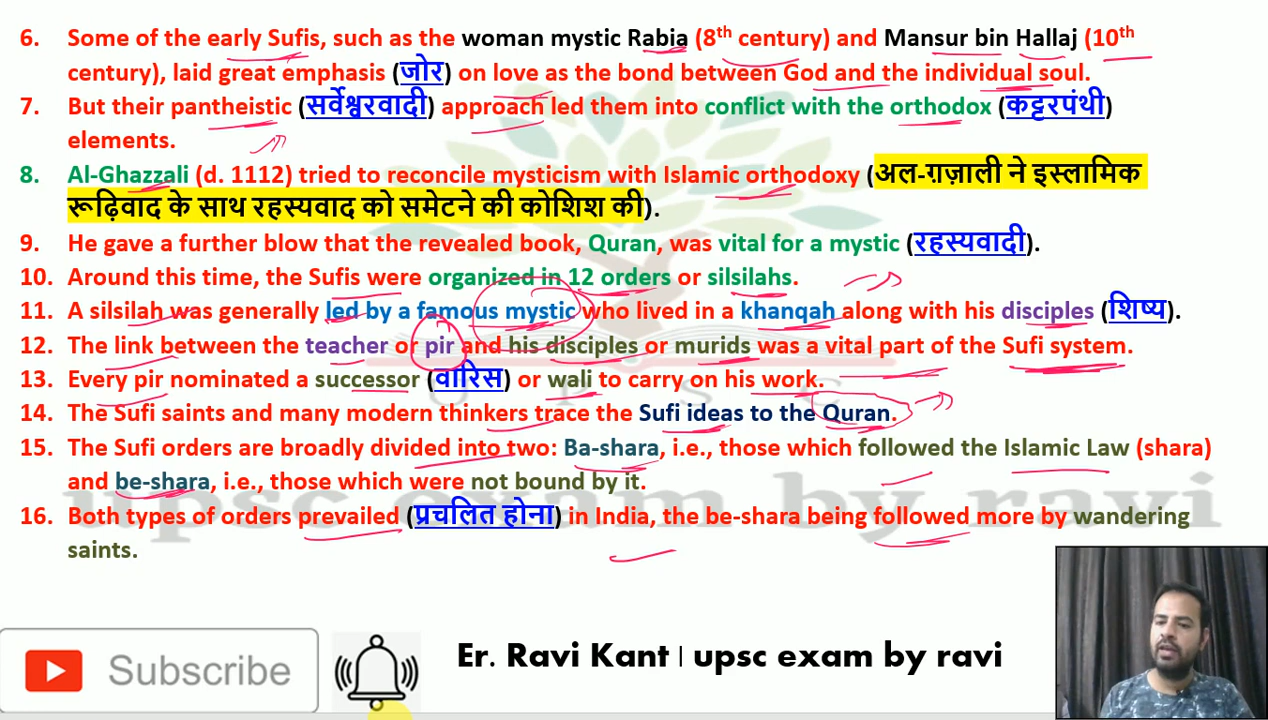 6. Some of the early Sufis, such as the woman mystic Rabia (8th century) and Mansur bin Hallaj (10th
century), laid great emphasis (जोर) on love as the bond between God and the individual soul.
7. But their pantheistic (सर्वेश्वरवादी) approach led them into conflict with the orthodox (कट्टरपंथी)
elements.
8. Al-Ghazzali (d. 1112) tried to reconcile mysticism with Islamic orthodoxy (अल-ग़ज़ाली ने इस्लामिक
रूढ़िवाद के साथ रहस्यवाद को समेटने की कोशिश की).
9. He gave a further blow that the revealed book, Quran, was vital for a mystic (रहस्यवादी).
10. Around this time, the Sufis were organized in 12 orders or silsilahs.
11. A silsilah was generally led by a famous mystic who lived in a khanqah along with his disciples (शिष्य).
12. The link between the teacher or pir and his disciples or murids was a vital part of the Sufi system.
13. Every pir nominated a successor (वारिस) or wali to carry on his work.
14. The Sufi saints and many modern thinkers trace the Sufi ideas to the Quran.
15. The Sufi orders are broadly divided into two: Ba-shara, i.e., those which followed the Islamic Law (shara)
and be-shara, i.e., those which were not bound by it.
16. Both types of orders prevailed (प्रचलित होना) in India, the be-shara being followed more by wandering
saints.
U P S C
upsc exam by ravi
Subscribe
Er. Ravi Kant | upsc exam by ravi